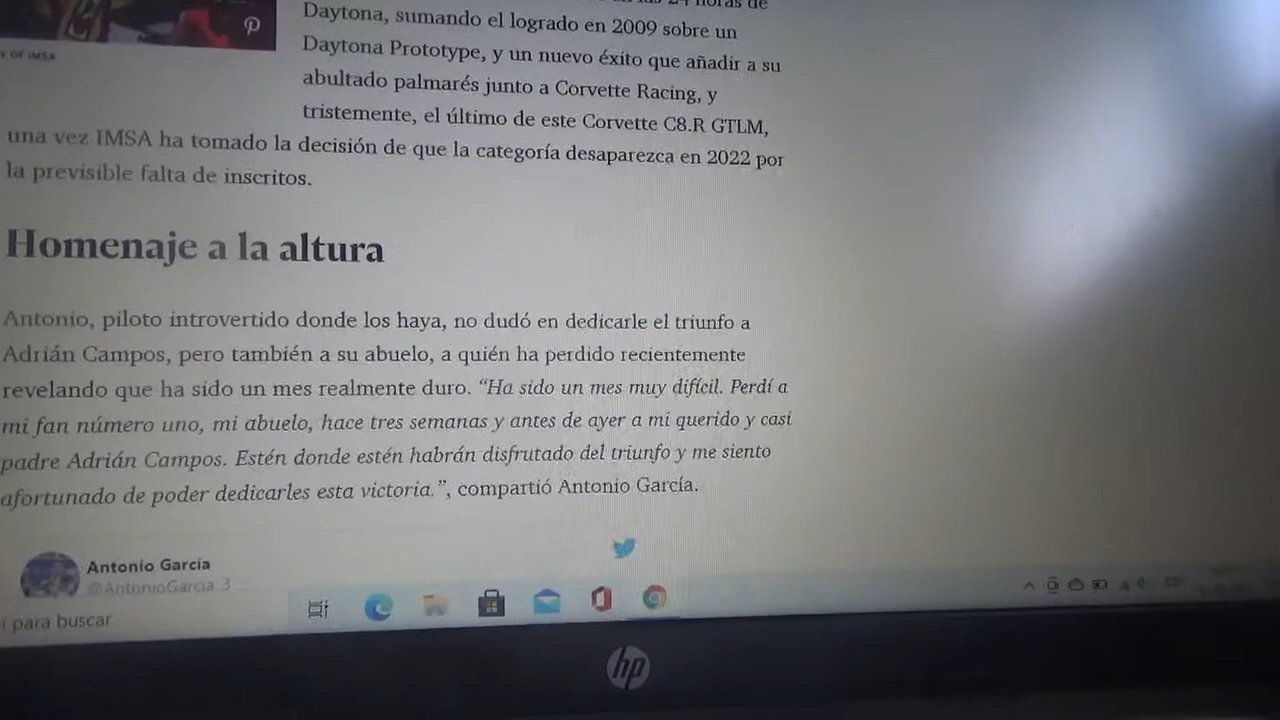 24 horas de
Daytona, sumando el logrado en 2009 sobre un
Daytona Prototype, y un nuevo éxito que añadir a su
OF IMSA
abultado palmarés junto a Corvette Racing, y
tristemente, el último de este Corvette C8.R GTLM,
una vez IMSA ha tomado la decisión de que la categoría desaparezca en 2022 por
la previsible falta de inscritos.
Homenaje a la altura
Antonio, piloto introvertido donde los haya, no dudó en dedicarle el triunfo a
Adrián Campos, pero también a su abuelo, a quién ha perdido recientemente
revelando que ha sido un mes realmente duro. “Ha sido un mes muy difícil. Perdí a
mi fan número uno, mi abuelo, hace tres semanas y antes de ayer a mi querido y casi
padre Adrián Campos. Estén donde estén habrán disfrutado del triunfo y me siento
afortunado de poder dedicarles esta victoria.”, compartió Antonio García.
Antonio García
@AntonioGarcia_3
para buscar
hp